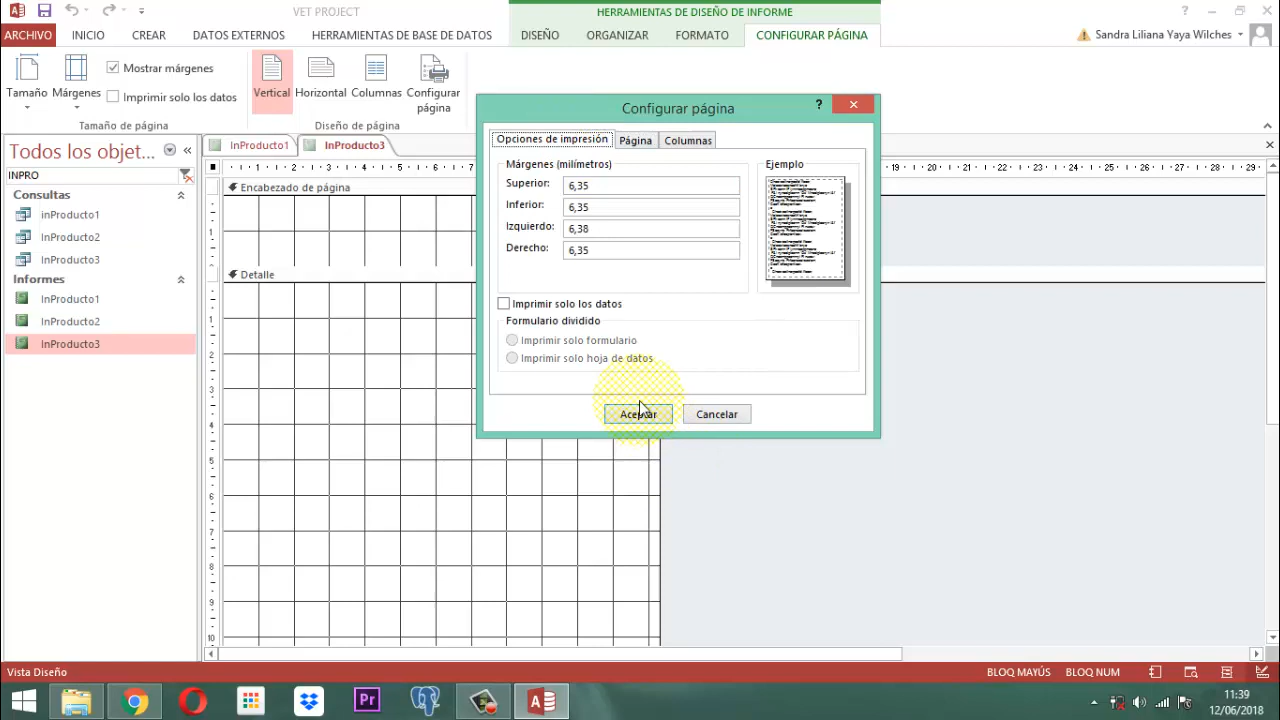 VET PROJECT
HERRAMIENTAS DE DISEÑO DE INFORME
ARCHIVO INICIO CREAR DATOS EXTERNOS HERRAMIENTAS DE BASE DE DATOS DISEÑO ORGANIZAR FORMATO CONFIGURAR PÁGINA Sandra Liliana Yaya Wilches
Tamaño Márgenes Mostrar márgenes Imprimir solo los datos
Vertical Horizontal Columnas Configurar página
Tamaño de página Diseño de página
Configurar página
Opciones de impresión Página Columnas
Márgenes (milímetros)
Superior: 6,35
Inferior: 6,35
Izquierdo: 6,38
Derecho: 6,35
Ejemplo
Imprimir solo los datos
Formulario dividido
Imprimir solo formulario
Imprimir solo hoja de datos
Aceptar Cancelar
Todos los objet...
INPRO
Consultas
inProducto1
inProducto2
inProducto3
Informes
InProducto1
InProducto2
InProducto3
InProducto1 InProducto3
Encabezado de página
Detalle
Vista Diseño BLOQ MAYÚS BLOQ NUM
Pr
11:39
12/06/2018